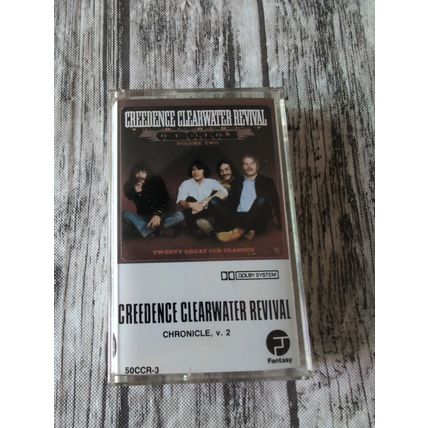 CREEDENCE CLEARWATER REVIVAL
CHRONICLE
VOLUME TWO
TWENTY GREAT CCR CLASSICS
DOLBY SYSTEM
CREEDENCE CLEARWATER REVIVAL
CHRONICLE, v. 2
Fantasy
50CCR-3